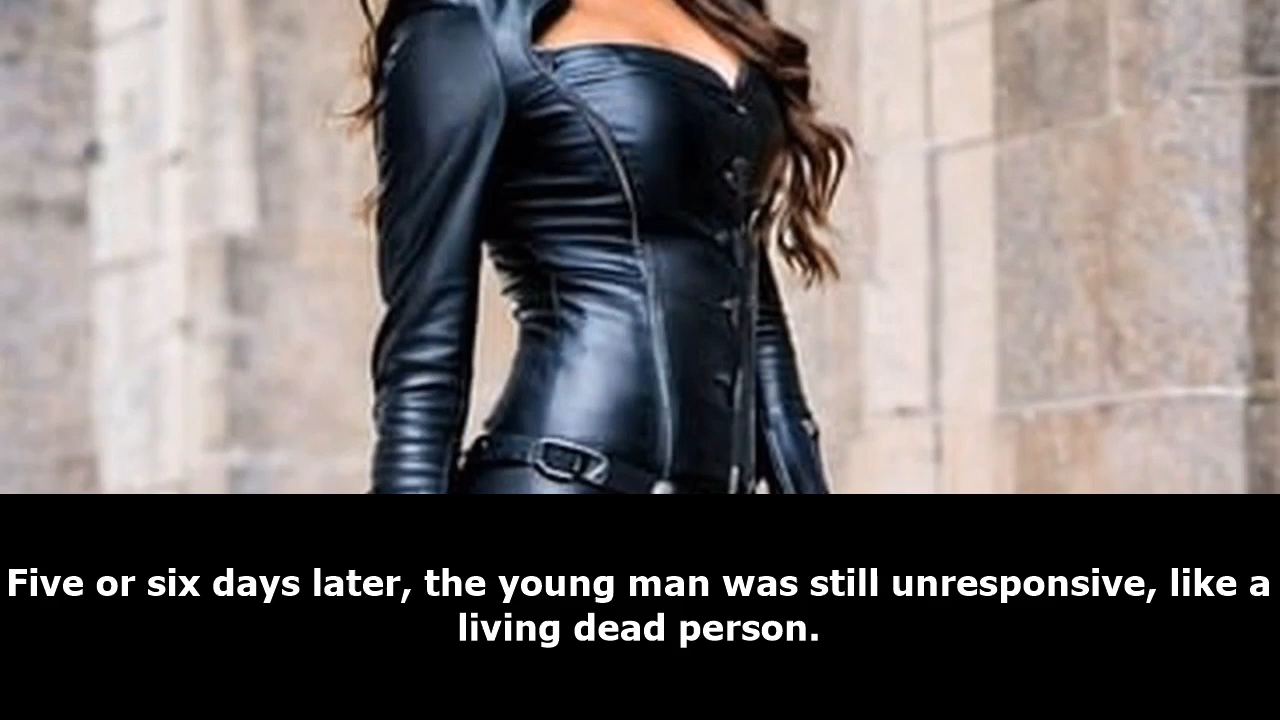 Five or six days later, the young man was still unresponsive, like a
living dead person.